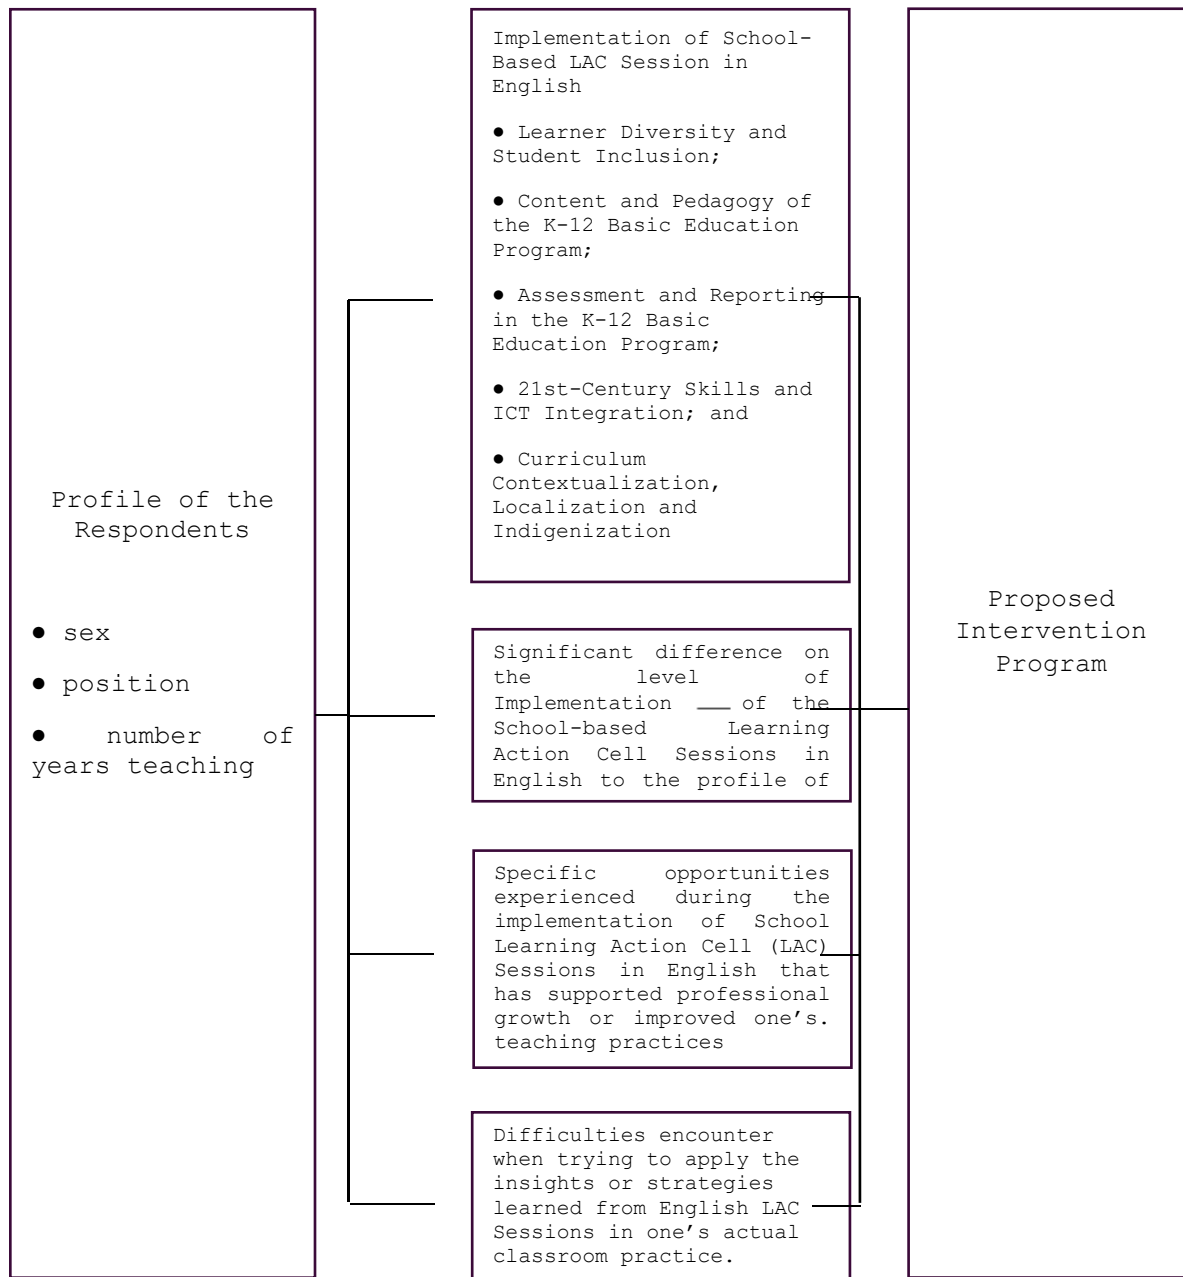 Profile of the
Respondents
● sex
● position
● number of
years teaching
Implementation of School-
Based LAC Session in
English
● Learner Diversity and
Student Inclusion;
● Content and Pedagogy of
the K-12 Basic Education
Program;
● Assessment and Reporting
in the K-12 Basic
Education Program;
● 21st-Century Skills and
ICT Integration; and
● Curriculum
Contextualization,
Localization and
Indigenization
Significant difference on
the level of
Implementation of the
School-based Learning
Action Cell Sessions in
English to the profile of
Specific opportunities
experienced during the
implementation of School
Learning Action Cell (LAC)
Sessions in English that
has supported professional
growth or improved one’s.
teaching practices
Difficulties encounter
when trying to apply the
insights or strategies
learned from English LAC
Sessions in one’s actual
classroom practice.
Proposed
Intervention
Program